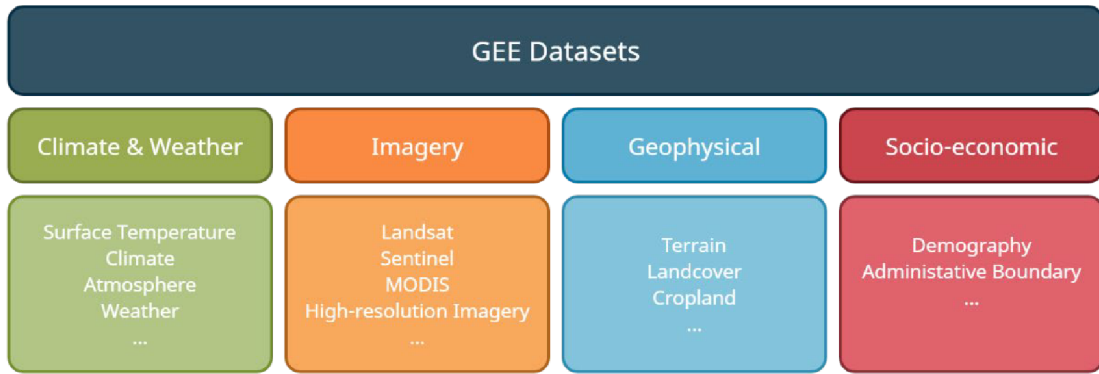 GEE Datasets
Climate & Weather
Imagery
Geophysical
Socio-economic
Surface Temperature
Climate
Atmosphere
Weather
...
Landsat
Sentinel
MODIS
High-resolution Imagery
...
Terrain
Landcover
Cropland
...
Demography
Administative Boundary
...